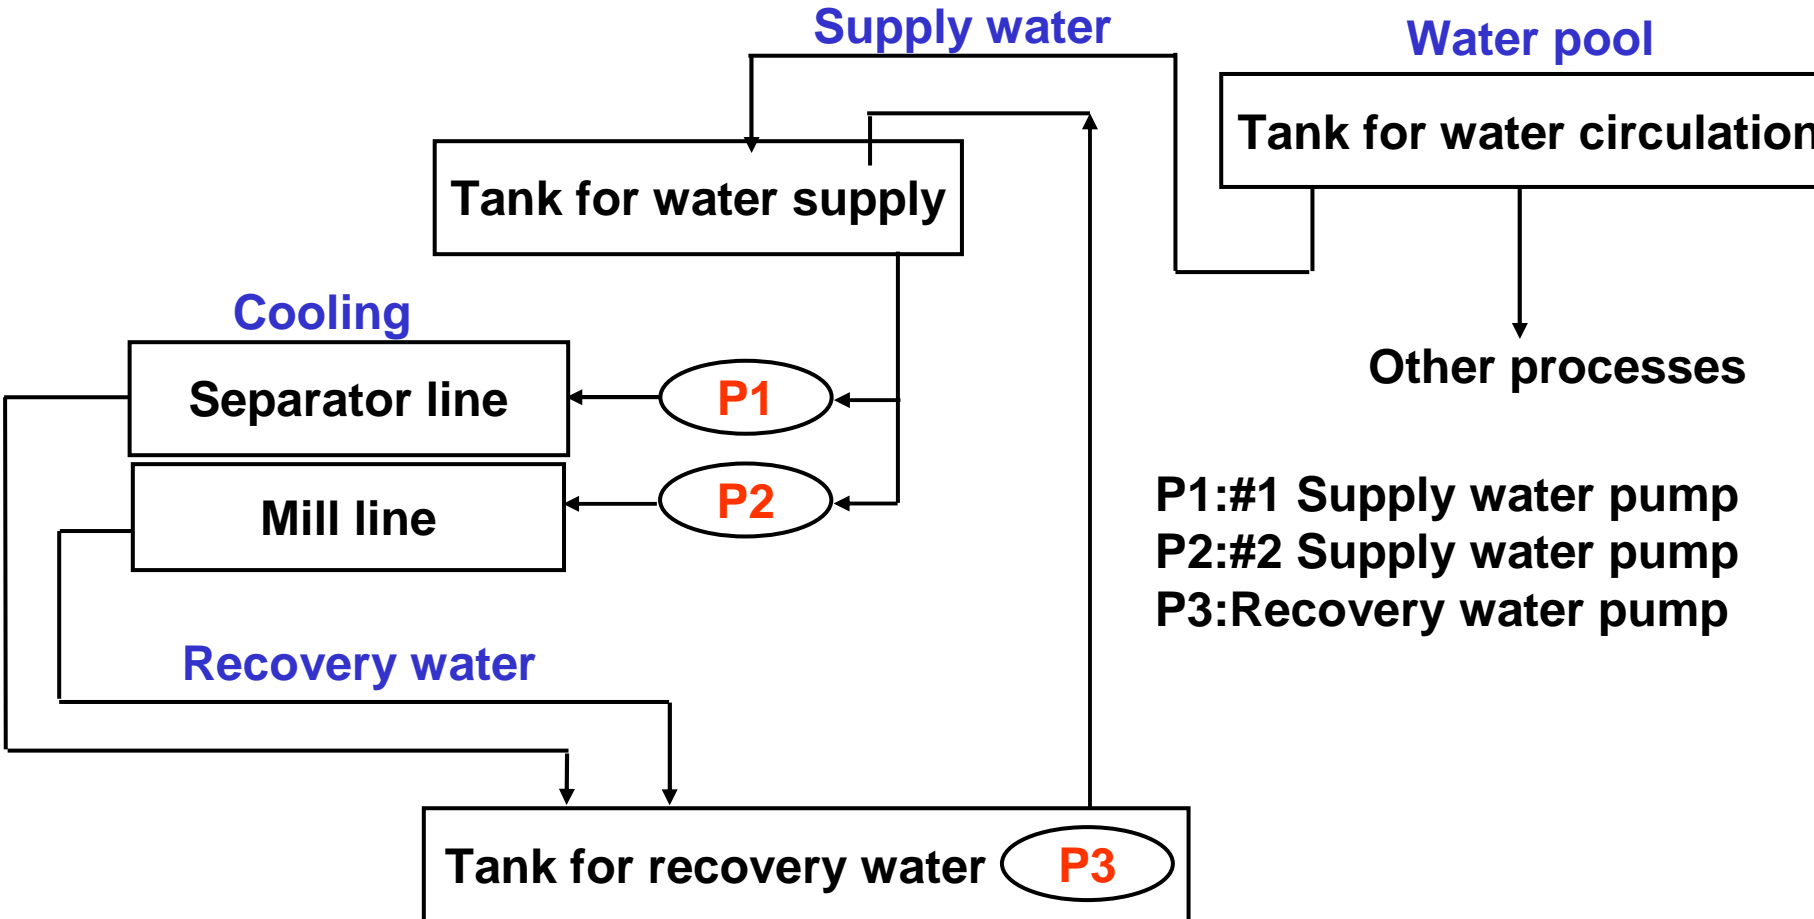 Supply water
Water pool
Tank for water circulation
Tank for water supply
Cooling
Separator line
P1
Other processes
Mill line
P2
P1:#1 Supply water pump
P2:#2 Supply water pump
P3:Recovery water pump
Recovery water
Tank for recovery water
P3